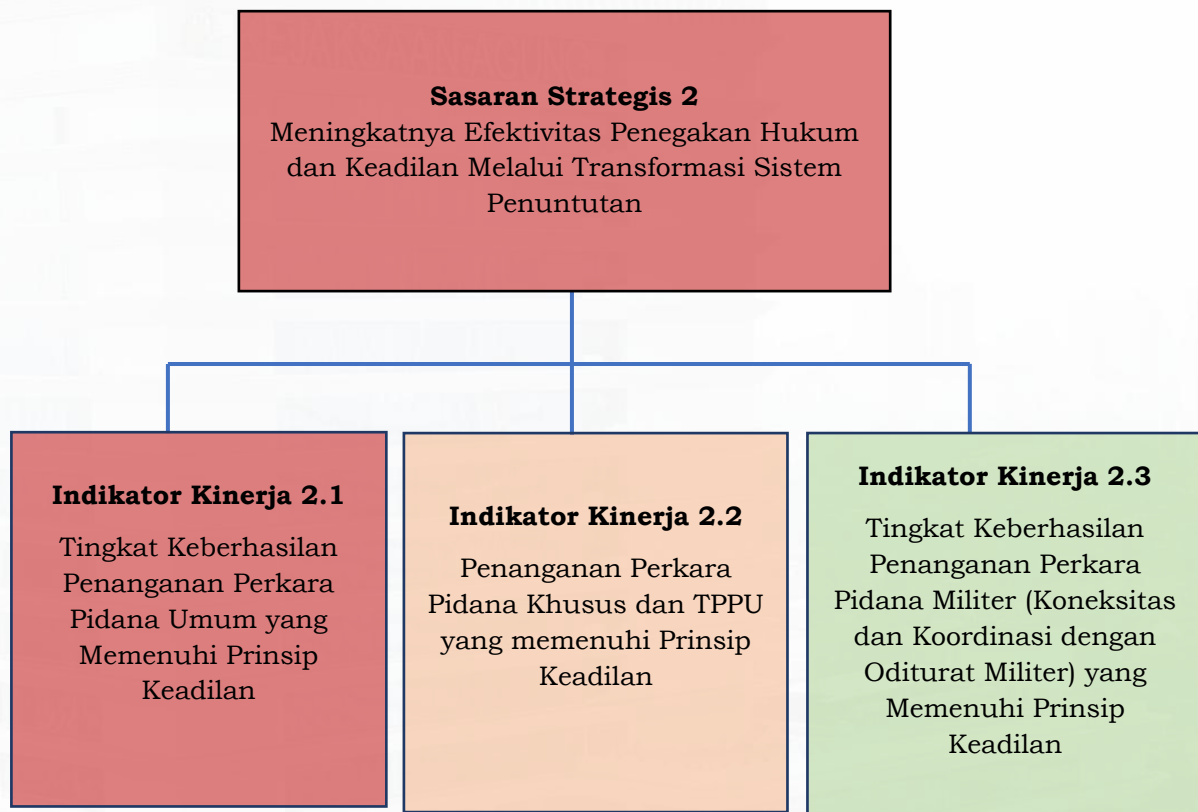 Sasaran Strategis 2
Meningkatnya Efektivitas Penegakan Hukum
dan Keadilan Melalui Transformasi Sistem
Penuntutan
Indikator Kinerja 2.1
Tingkat Keberhasilan
Penanganan Perkara
Pidana Umum yang
Memenuhi Prinsip
Keadilan
Indikator Kinerja 2.2
Penanganan Perkara
Pidana Khusus dan TPPU
yang memenuhi Prinsip
Keadilan
Indikator Kinerja 2.3
Tingkat Keberhasilan
Penanganan Perkara
Pidana Militer (Koneksitas
dan Koordinasi dengan
Oditurat Militer) yang
Memenuhi Prinsip
Keadilan